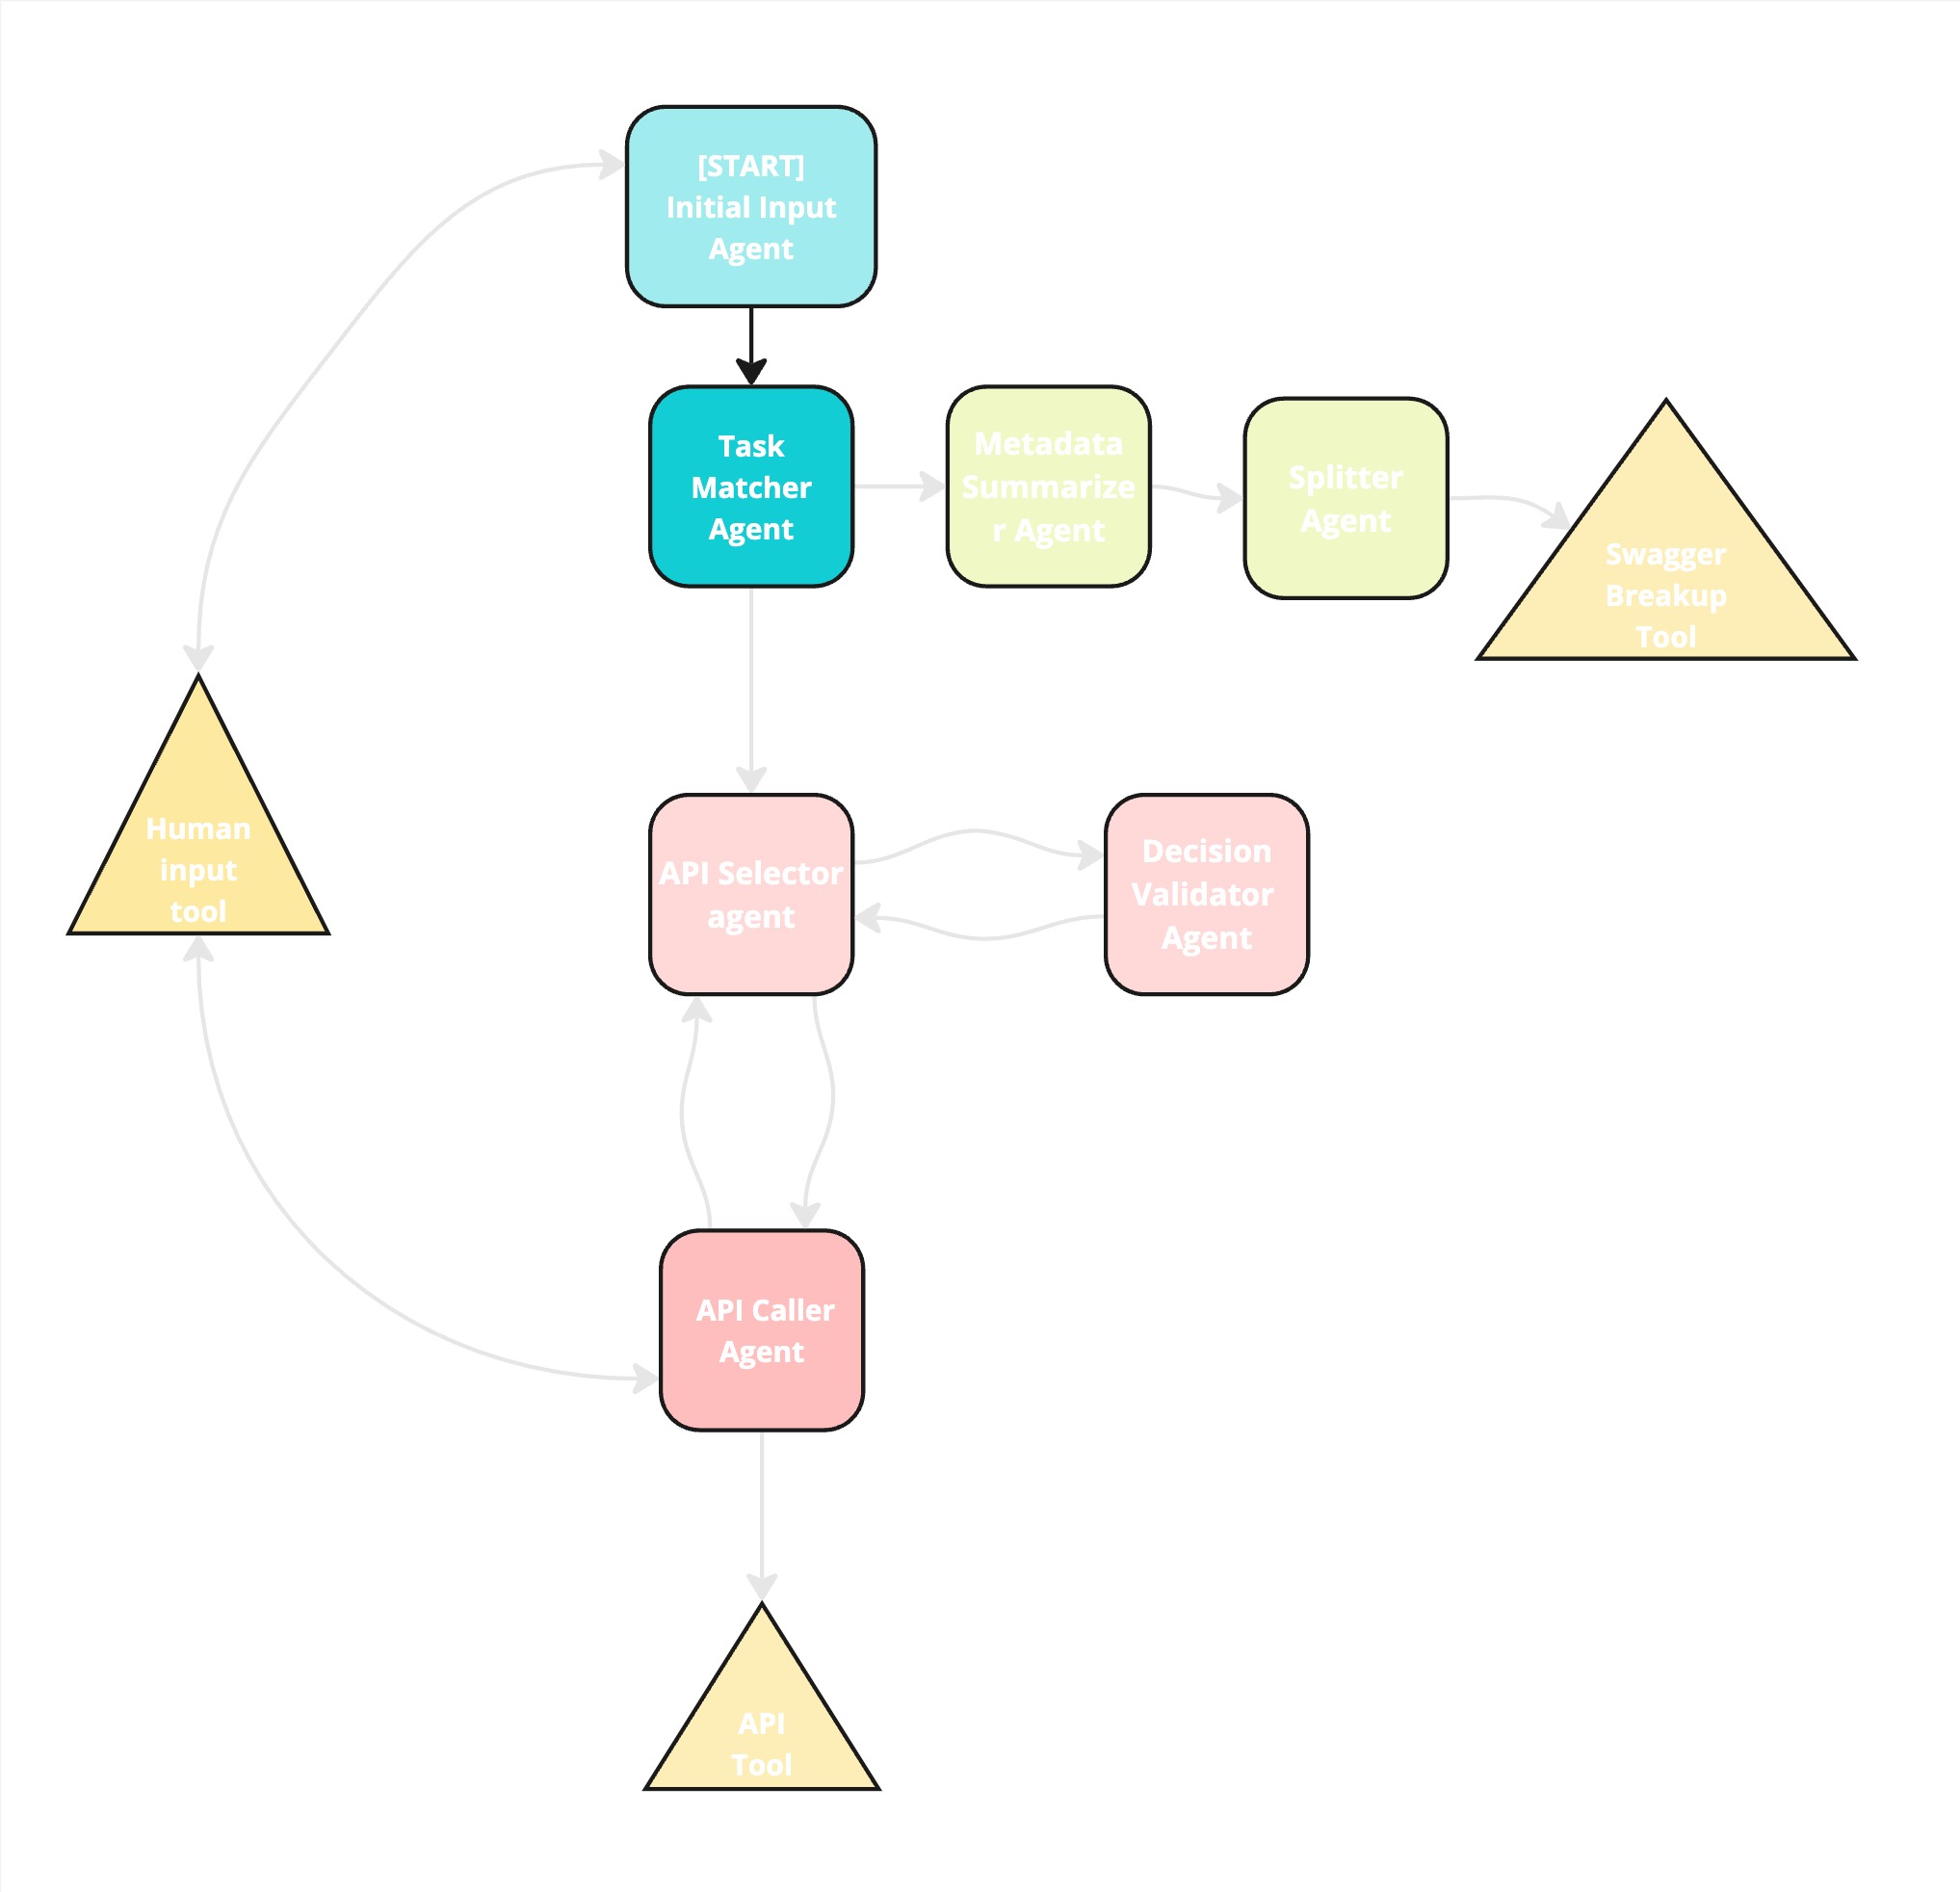 [START]
Initial Input
Agent
Task
Matcher
Agent
Metadata
Summarize
r Agent
Splitter
Agent
Swagger
Breakup
Tool
Human
input
tool
API Selector
agent
Decision
Validator
Agent
API Caller
Agent
API
Tool